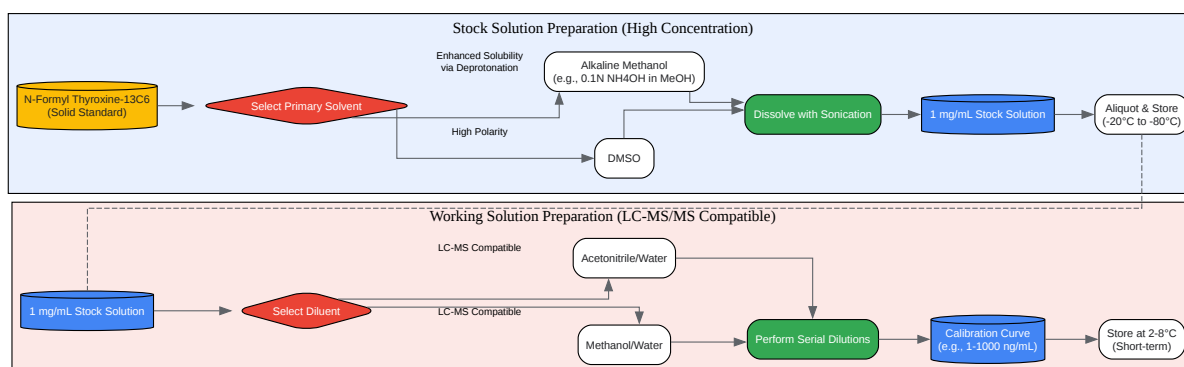 Stock Solution Preparation (High Concentration)
Enhanced Solubility
via Deprotonation
Alkaline Methanol
(e.g., 0.1N NH4OH in MeOH)
N-Formyl Thyroxine-13C6
(Solid Standard)
Select Primary Solvent
High Polarity
DMSO
Dissolve with Sonication
1 mg/mL Stock Solution
Aliquot & Store
(-20°C to -80°C)
Working Solution Preparation (LC-MS/MS Compatible)
LC-MS Compatible
Acetonitrile/Water
1 mg/mL Stock Solution
Select Diluent
LC-MS Compatible
Methanol/Water
Perform Serial Dilutions
Calibration Curve
(e.g., 1-1000 ng/mL)
Store at 2-8°C
(Short-term)